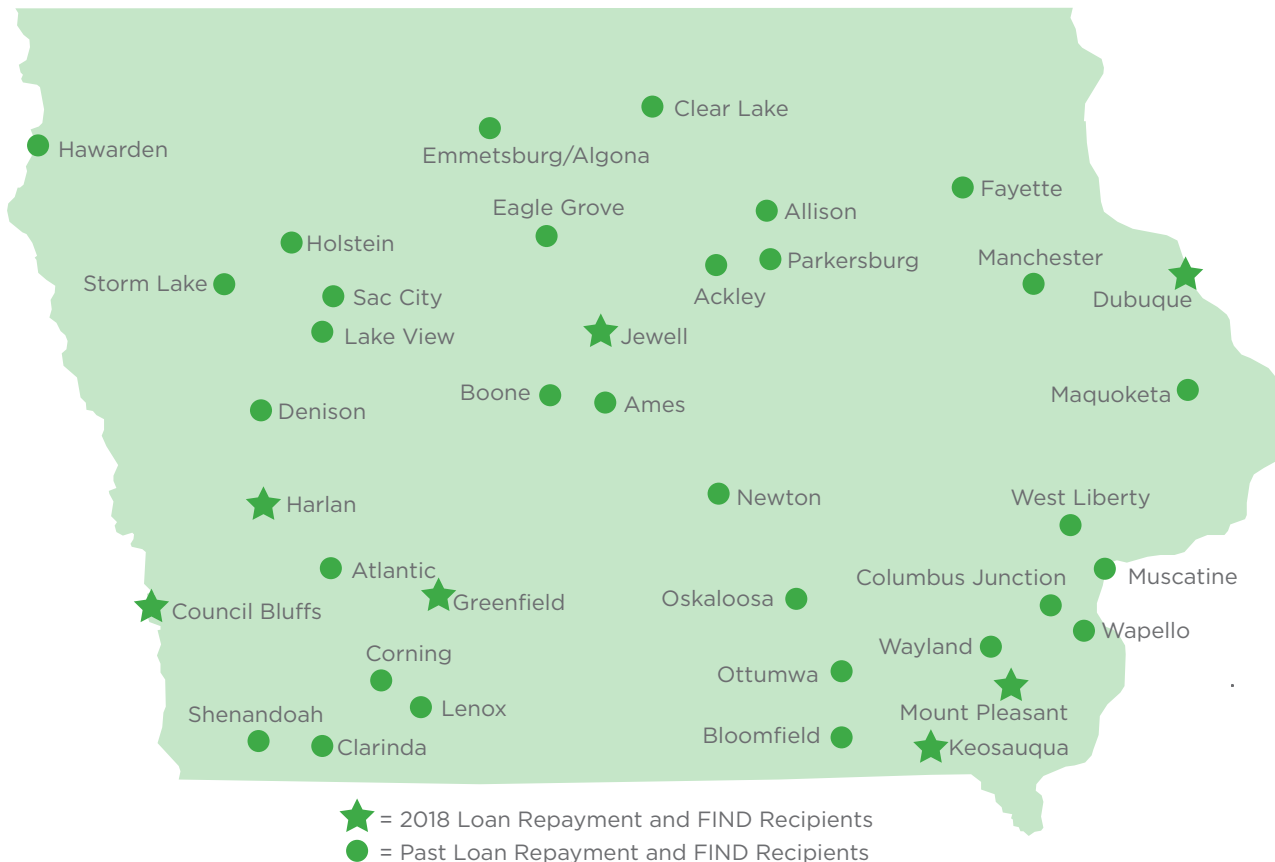 Clear Lake
Hawarden
Emmetsburg/Algona
Fayette
Eagle Grove
Allison
Holstein
Parkersburg
Manchester
Storm Lake
Sac City
Ackley
Dubuque
Lake View
Jewell
Boone
Ames
Maquoketa
Denison
Harlan
Newton
West Liberty
Atlantic
Columbus Junction
Muscatine
Council Bluffs
Greenfield
Oskaloosa
Wapello
Wayland
Corning
Ottumwa
Lenox
Mount Pleasant
Shenandoah
Clarinda
Bloomfield
Keosauqua
= 2018 Loan Repayment and FIND Recipients
= Past Loan Repayment and FIND Recipients